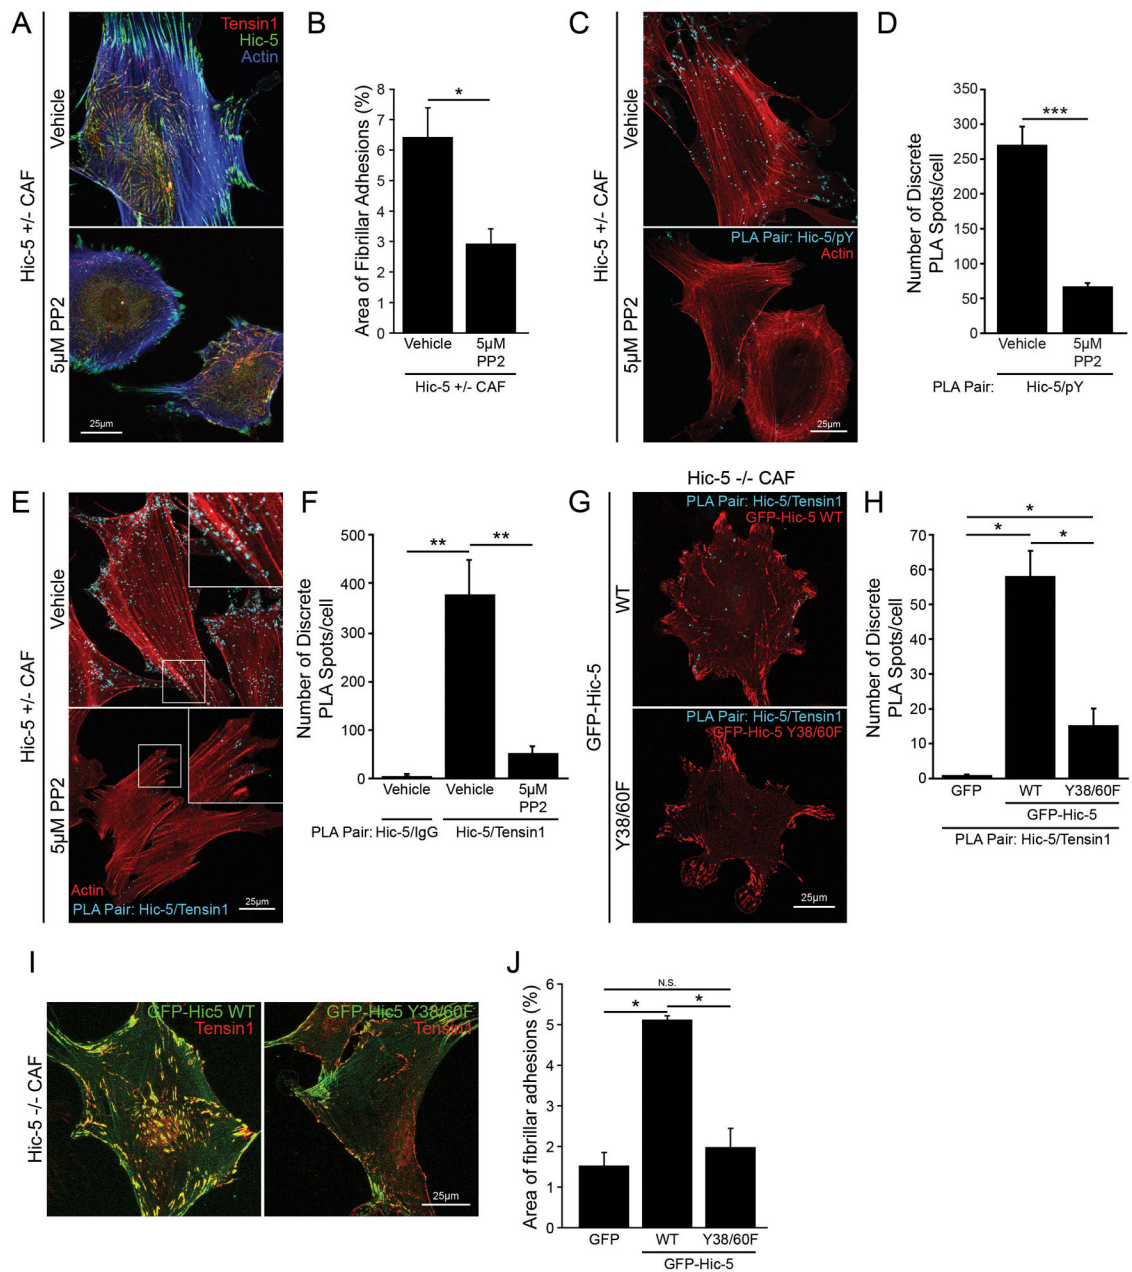 A
Tensin1
Hic-5
Actin
Vehicle
Hic-5 +/- CAF
5μM PP2
25μm
B
Area of Fibrillar Adhesions (%)
8
7
6
5
4
3
2
1
0
*
Vehicle
5μM
PP2
Hic-5 +/- CAF
C
Vehicle
Hic-5 +/- CAF
5μM PP2
PLA Pair: Hic-5/pY
Actin
25μm
D
Number of Discrete
PLA Spots/cell
350
300
250
200
150
100
50
0
***
Vehicle
5μM
PP2
PLA Pair:
Hic-5/pY
E
Vehicle
Hic-5 +/- CAF
5μM PP2
Actin
PLA Pair: Hic-5/Tensin1
25μm
F
Number of Discrete
PLA Spots/cell
500
400
300
200
100
0
**
**
Vehicle
Vehicle
5μM
PP2
PLA Pair: Hic-5/IgG
Hic-5/Tensin1
G
Hic-5 -/- CAF
PLA Pair: Hic-5/Tensin1
GFP-Hic-5 WT
WT
GFP-Hic-5
Y38/60F
PLA Pair: Hic-5/Tensin1
GFP-Hic-5 Y38/60F
25μm
H
Number of Discrete
PLA Spots/cell
70
60
50
40
30
20
10
0
*
*
*
GFP
WT
Y38/60F
GFP-Hic-5
PLA Pair: Hic-5/Tensin1
I
Hic-5 -/- CAF
GFP-Hic5 WT
Tensin1
GFP-Hic5 Y38/60F
Tensin1
25μm
J
Area of fibrillar adhesions (%)
6
5
4
3
2
1
0
N.S.
*
*
GFP
WT
Y38/60F
GFP-Hic-5